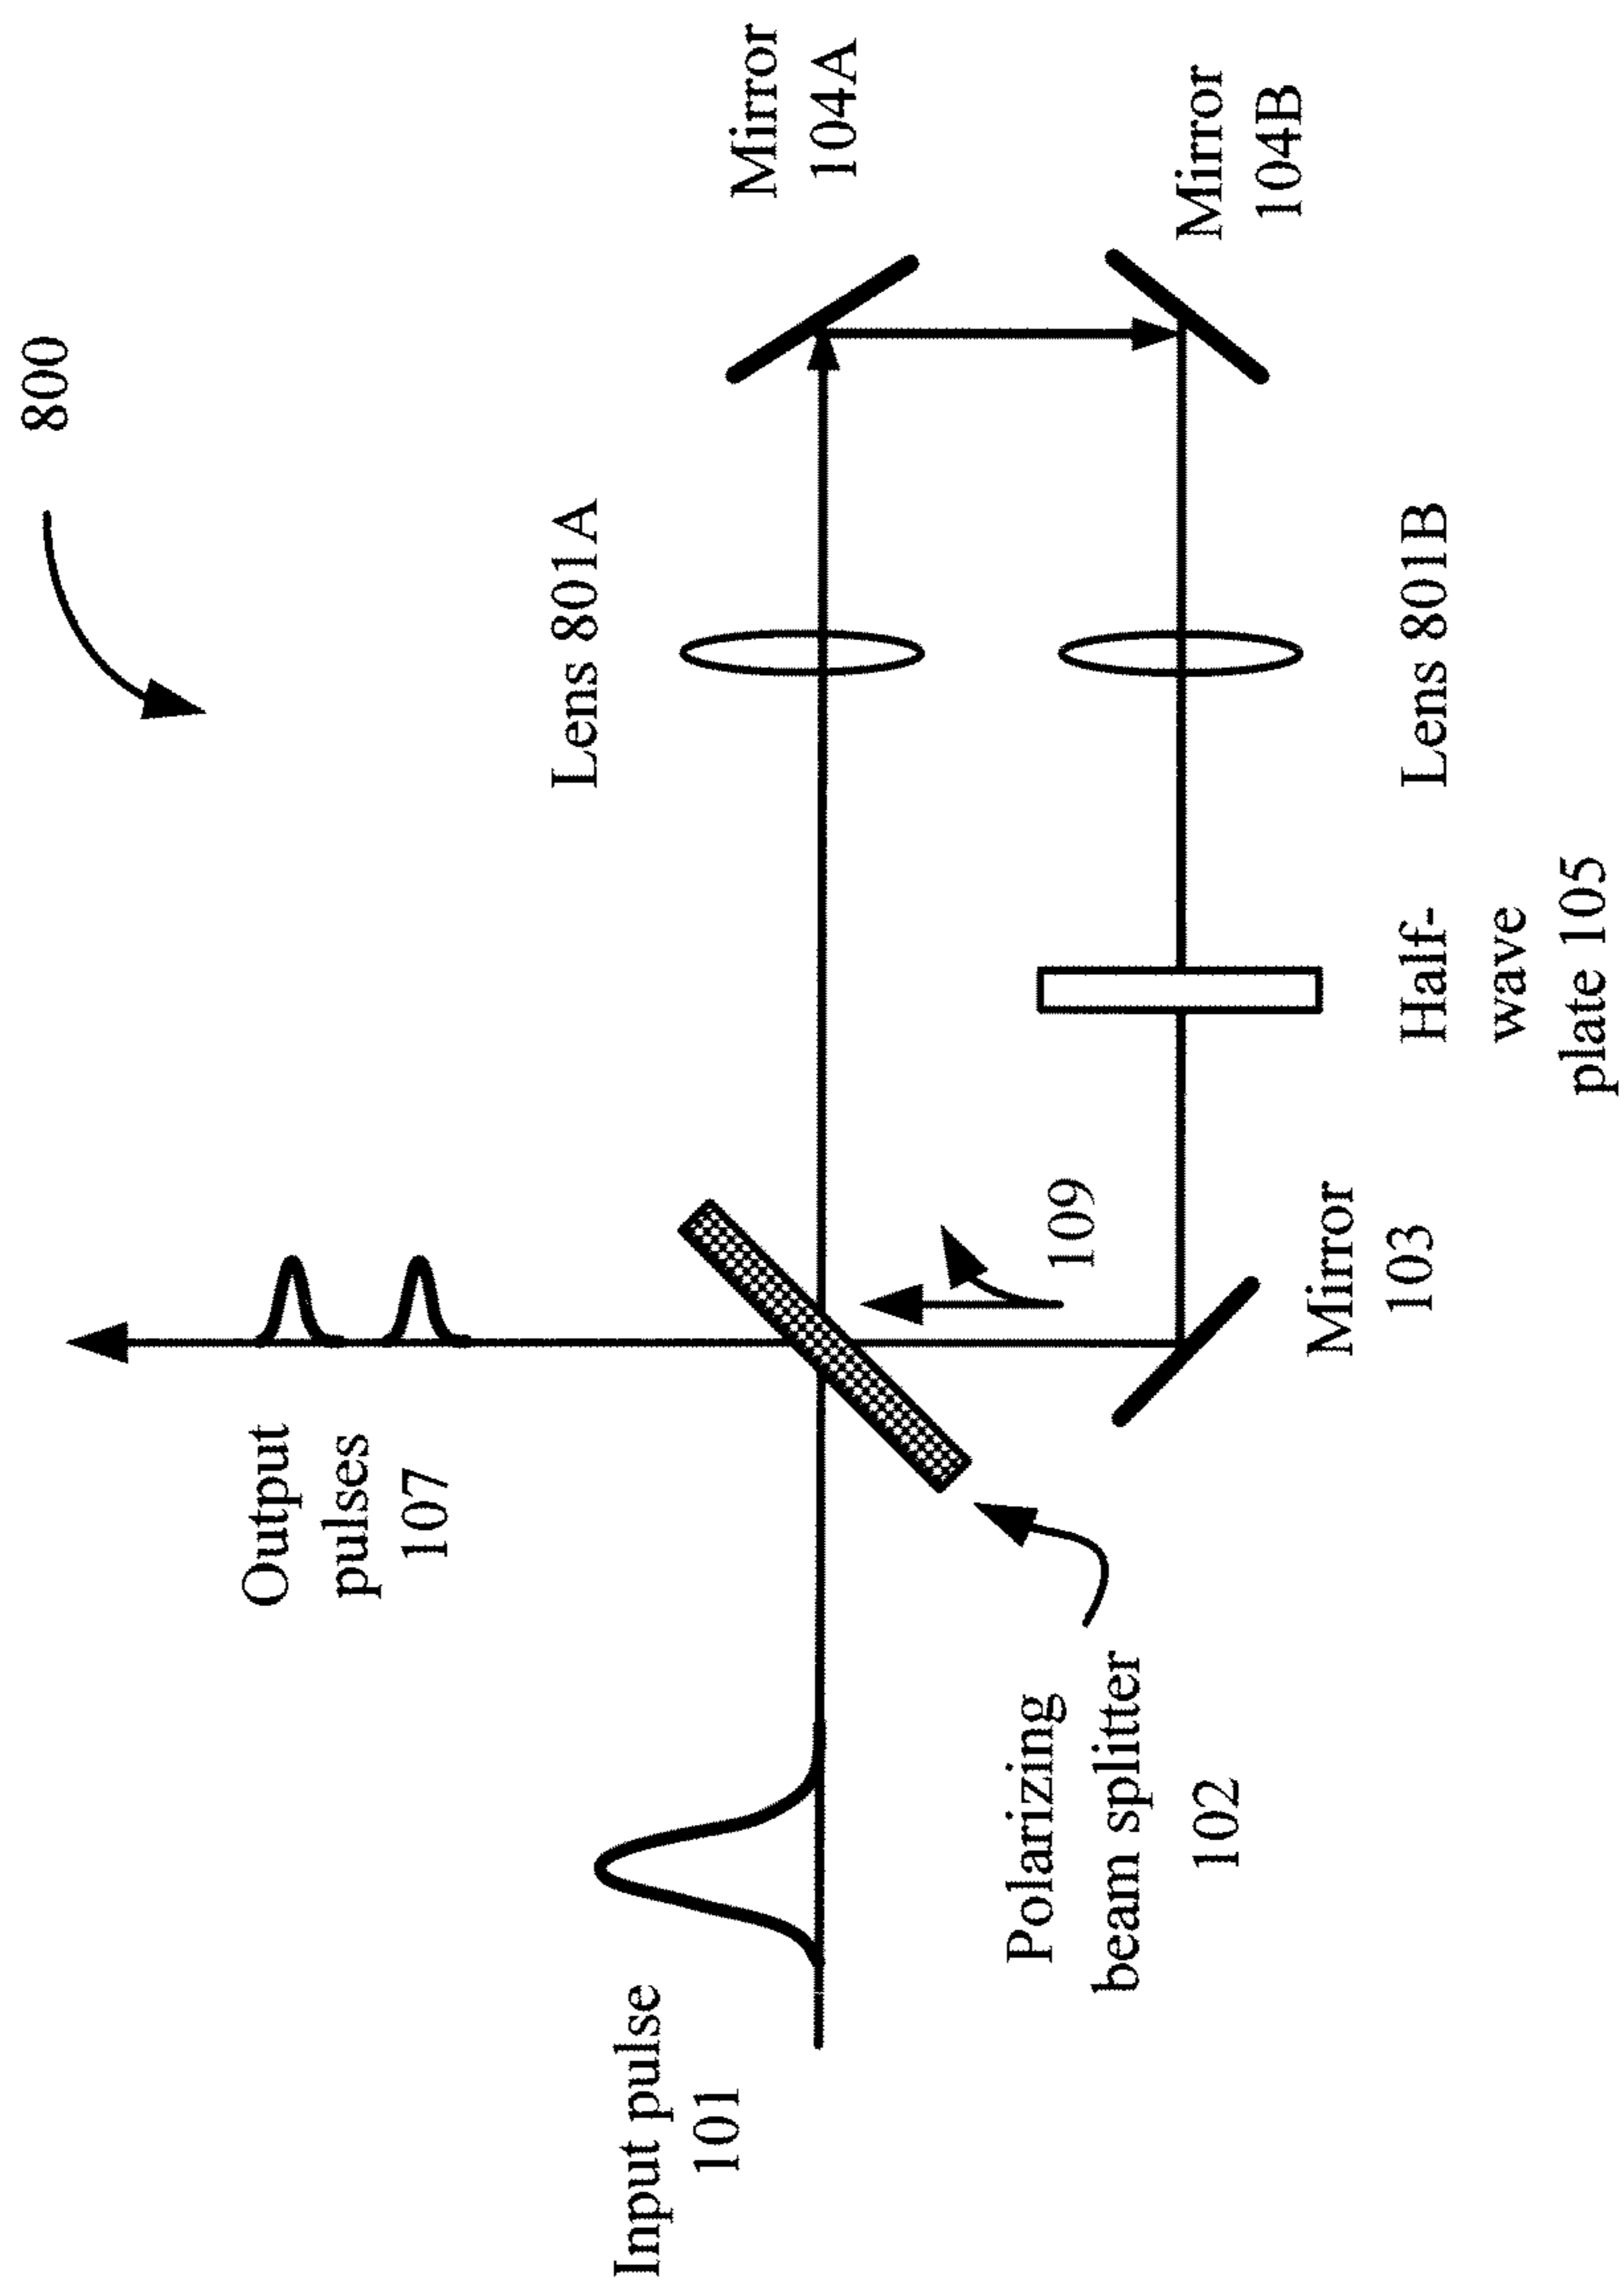 800
Output
pulses
107
Input pulse
101
Lens 801A
Mirror
104A
Polarizing
beam splitter
102
109
Mirror
103
Half-
wave
plate 105
Lens 801B
Mirror
104B